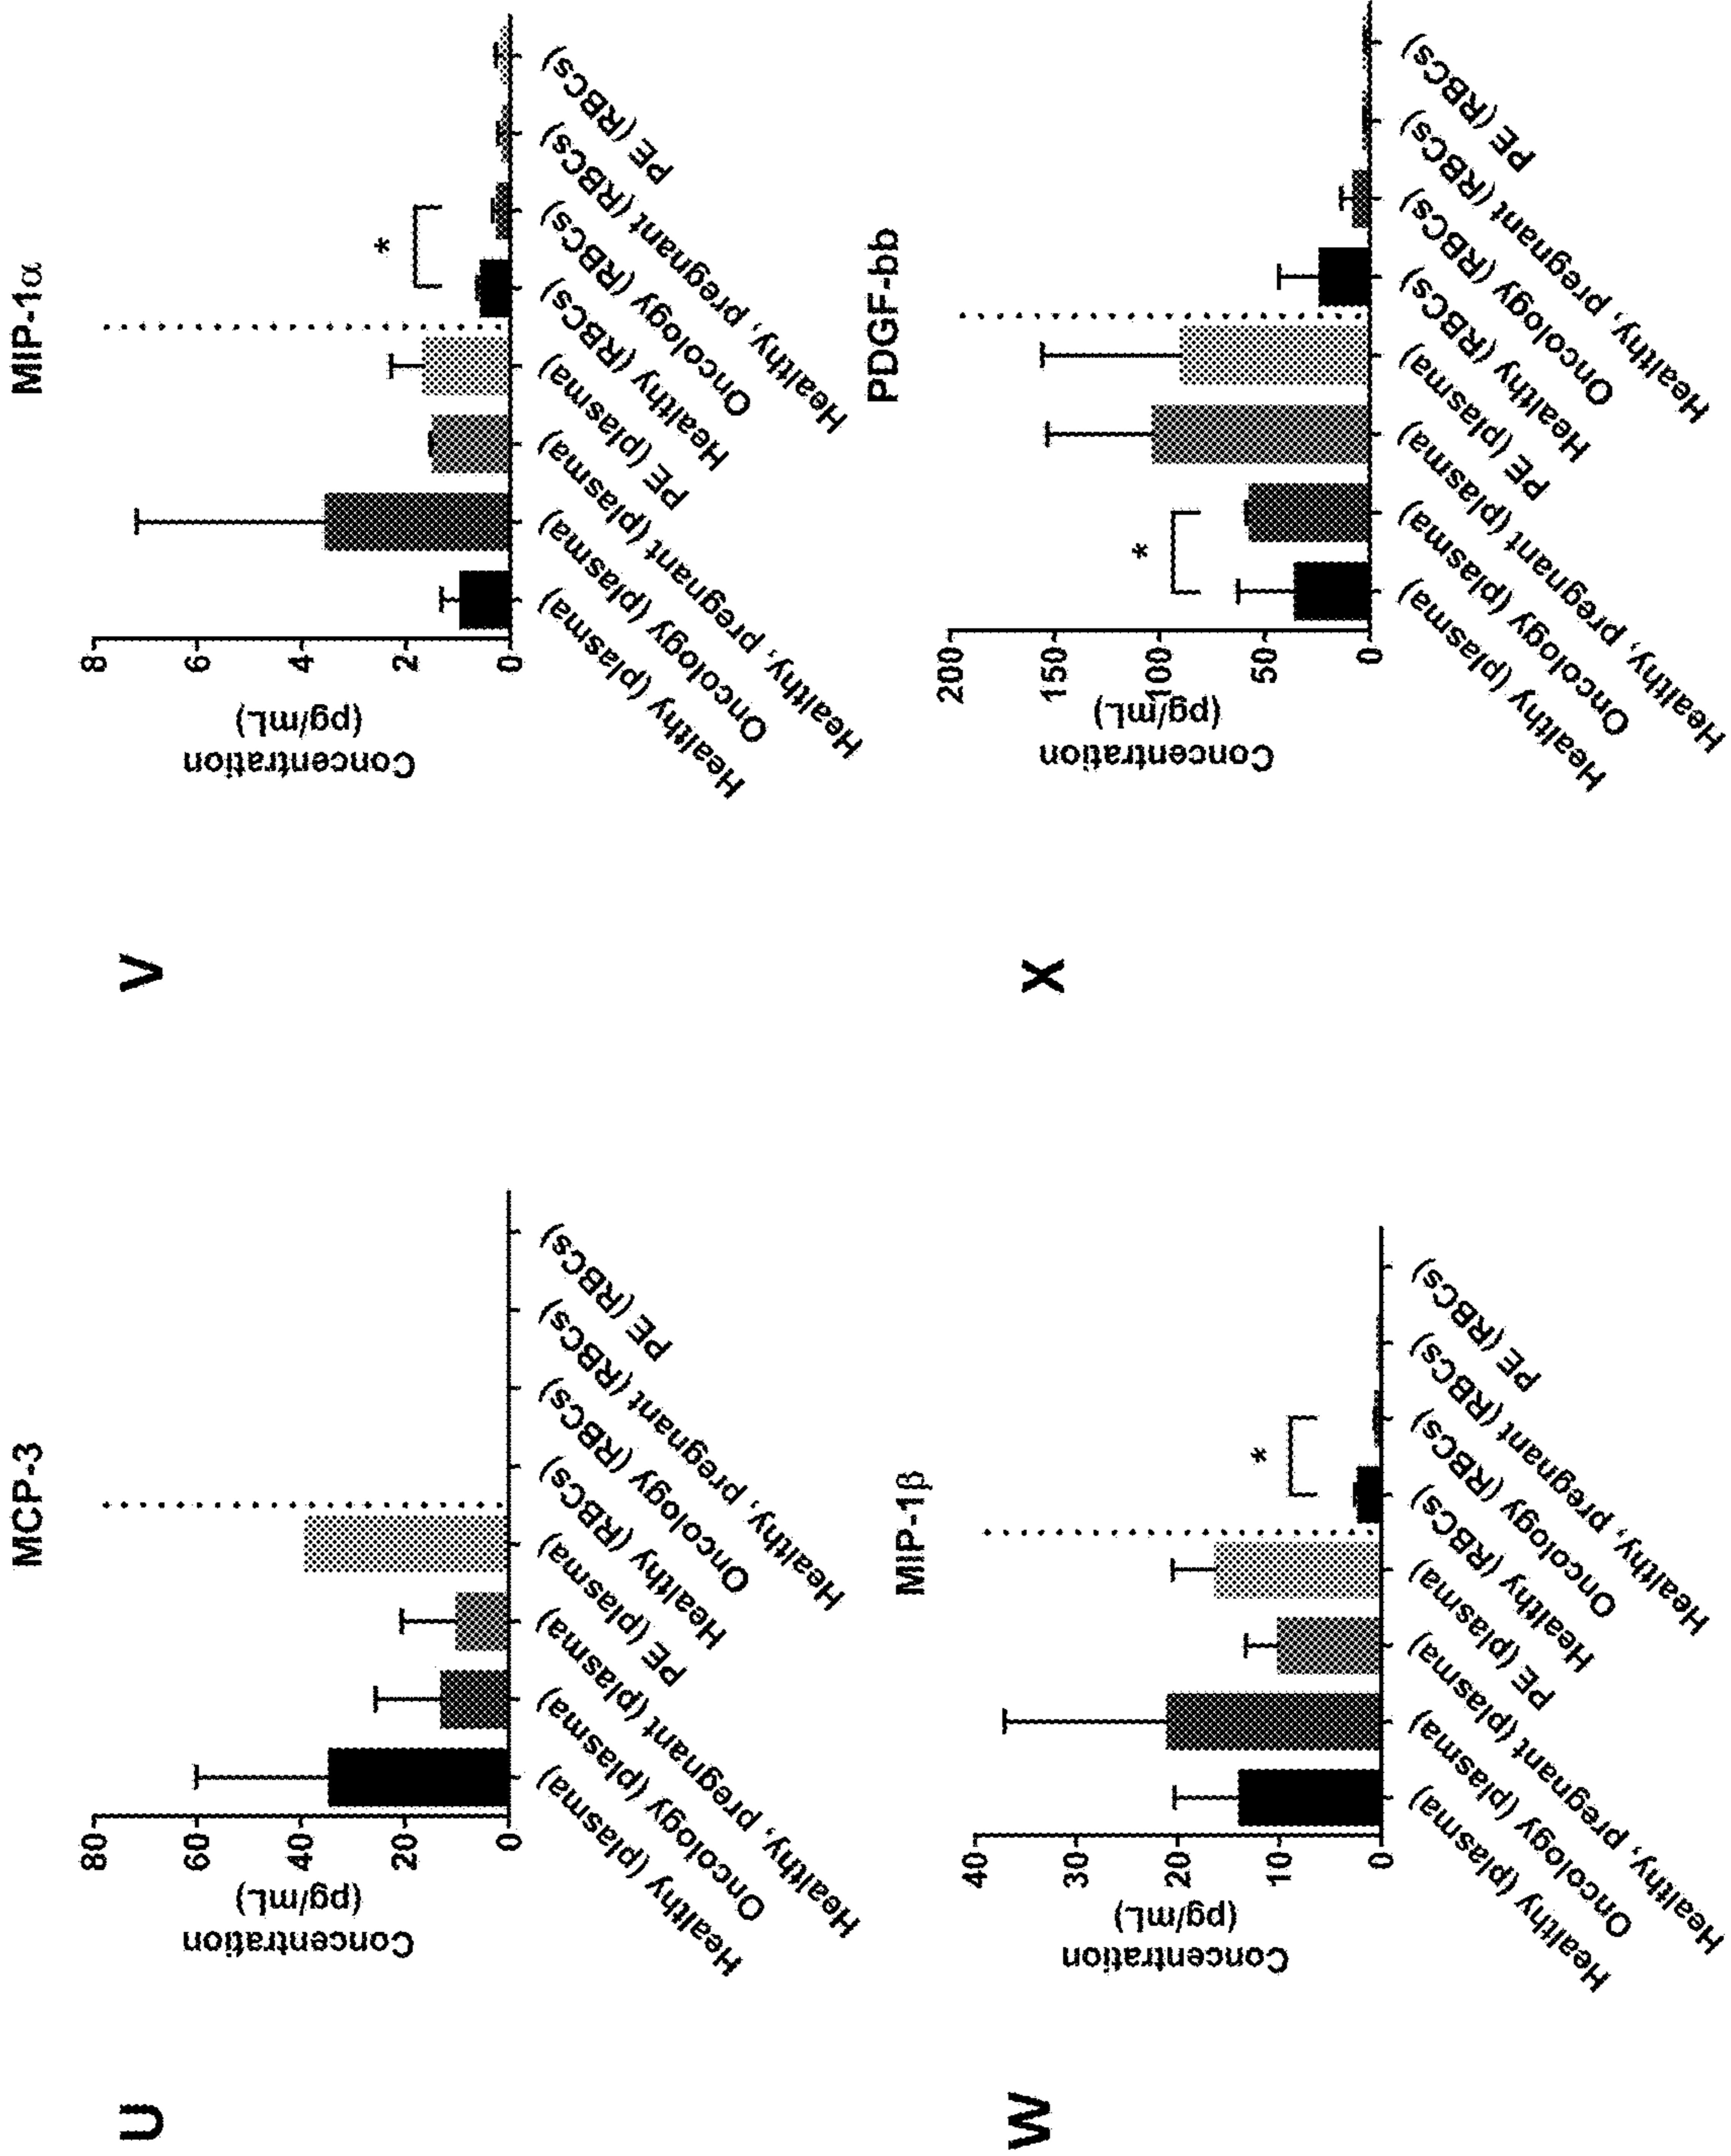 U
MCP-3
Concentration
(pg/mL)
80
60
40
20
0
Healthy (plasma)
Oncology (plasma)
Healthy, pregnant (plasma)
PE (plasma)
Healthy (RBCs)
Oncology (RBCs)
Healthy, pregnant (RBCs)
PE (RBCs)
V
MIP-1α
Concentration
(pg/mL)
8
6
4
2
0
*
Healthy (plasma)
Oncology (plasma)
Healthy, pregnant (plasma)
PE (plasma)
Healthy (RBCs)
Oncology (RBCs)
Healthy, pregnant (RBCs)
PE (RBCs)
W
MIP-1β
Concentration
(pg/mL)
40
30
20
10
0
*
Healthy (plasma)
Oncology (plasma)
Healthy, pregnant (plasma)
PE (plasma)
Healthy (RBCs)
Oncology (RBCs)
Healthy, pregnant (RBCs)
PE (RBCs)
X
PDGF-bb
Concentration
(pg/mL)
200
150
100
50
0
*
Healthy (plasma)
Oncology (plasma)
Healthy, pregnant (plasma)
PE (plasma)
Healthy (RBCs)
Oncology (RBCs)
Healthy, pregnant (RBCs)
PE (RBCs)